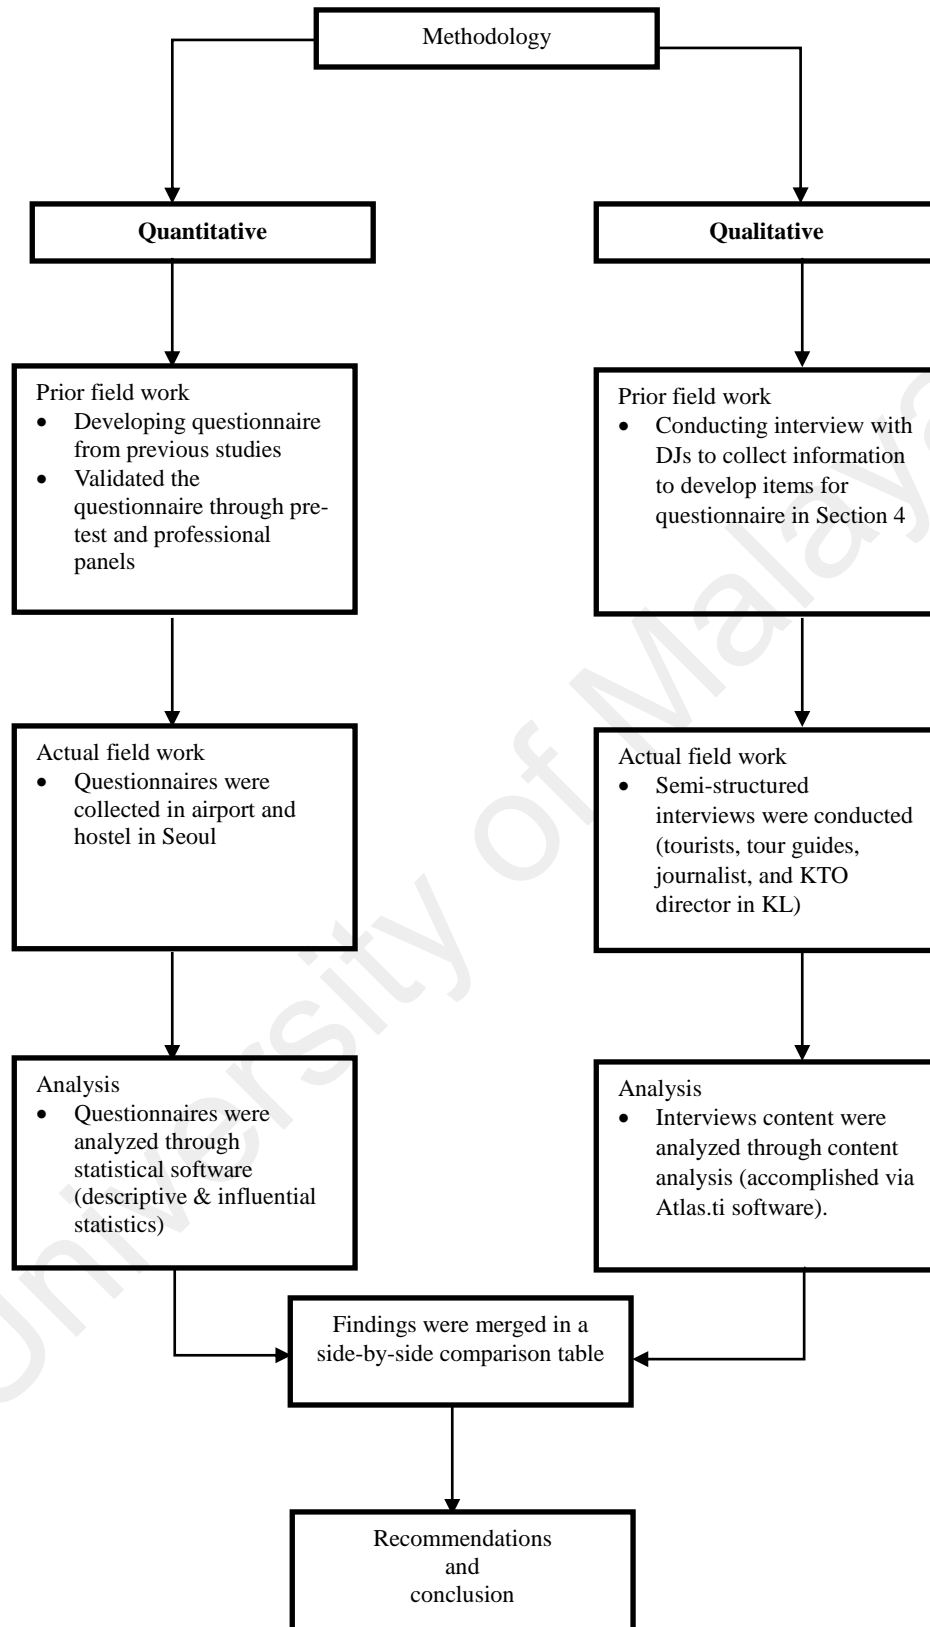 Methodology
Quantitative
Qualitative
Prior field work
• Developing questionnaire
from previous studies
• Validated the
questionnaire through pre-
test and professional
panels
Prior field work
• Conducting interview with
DJs to collect information
to develop items for
questionnaire in Section 4
Actual field work
• Questionnaires were
collected in airport and
hostel in Seoul
Actual field work
• Semi-structured
interviews were conducted
(tourists, tour guides,
journalist, and KTO
director in KL)
Analysis
• Questionnaires were
analyzed through
statistical software
(descriptive & influential
statistics)
Analysis
• Interviews content were
analyzed through content
analysis (accomplished via
Atlas.ti software).
Findings were merged in a
side-by-side comparison table
Recommendations
and
conclusion
University of Malaya